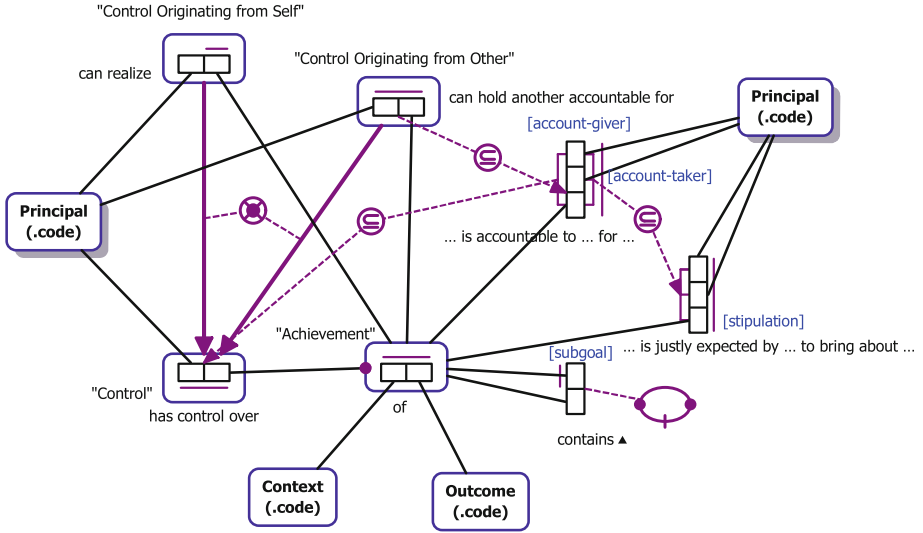 "Control Originating from Self"
"Control Originating from Other"
can realize
can hold another accountable for
Principal
(.code)
[account-giver]
[account-taker]
Principal
(.code)
... is accountable to ... for ...
[stipulation]
"Achievement"
... is justly expected by ... to bring about ...
[subgoal]
"Control"
has control over
of
contains ▲
Context
(.code)
Outcome
(.code)